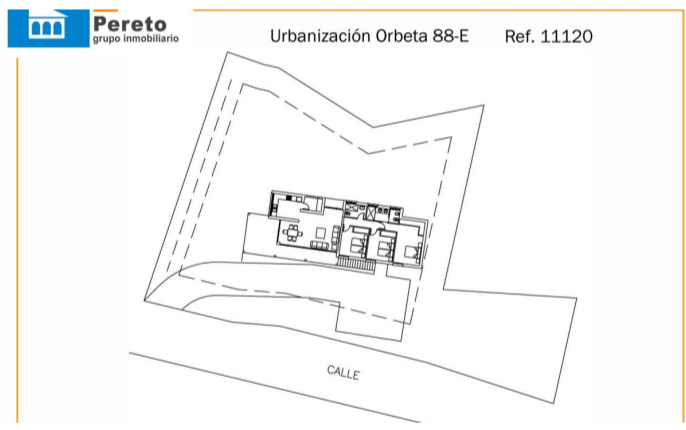 Pereto
grupo inmobiliario
Urbanización Orbeta 88-E Ref. 11120
CALLE